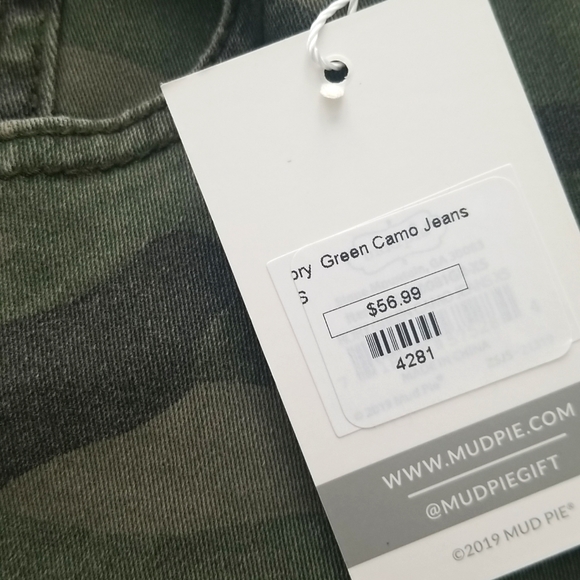 ory Green Camo Jeans
S
$56.99
4281
WWW.MUDPIE.COM
@MUDPIEGIFT
©2019 MUD PIE®